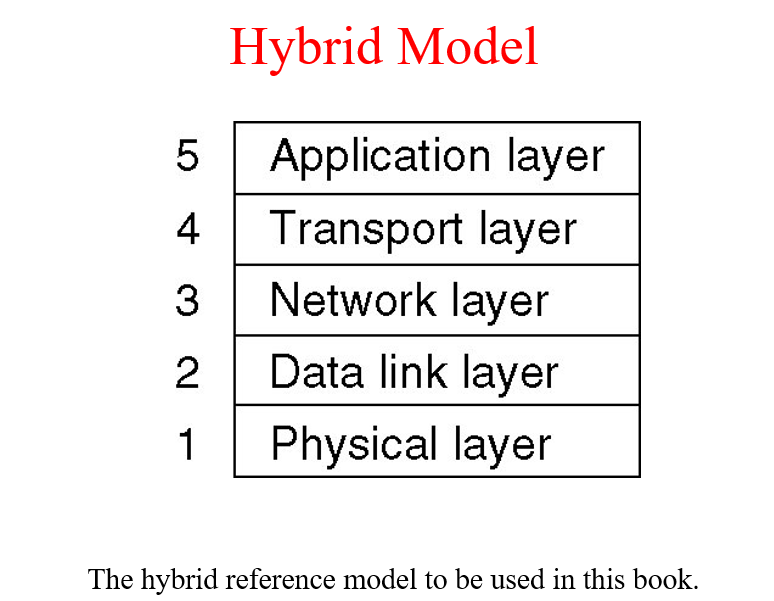 Hybrid Model
5 Application layer
4 Transport layer
3 Network layer
2 Data link layer
1 Physical layer
The hybrid reference model to be used in this book.